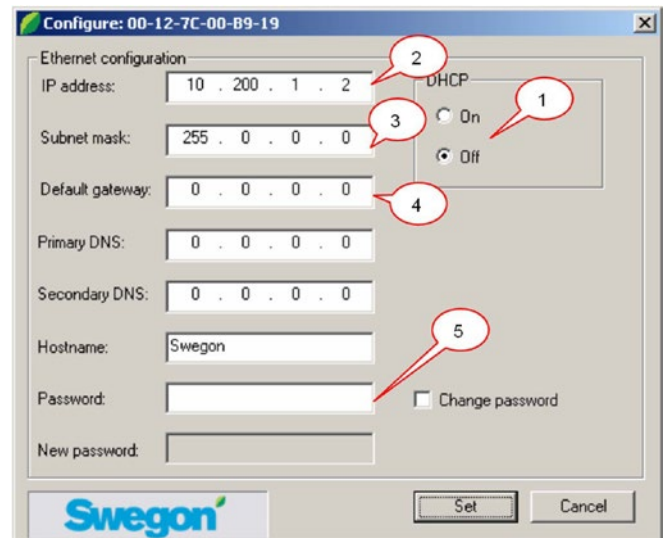 Configure: 00-12-7C-00-B9-19
Ethernet configuration
IP address: 10 . 200 . 1 . 2
2
DHCP
On
1
Subnet mask: 255 . 0 . 0 . 0
3
Off
Default gateway: 0 . 0 . 0 . 0
4
Primary DNS: 0 . 0 . 0 . 0
Secondary DNS: 0 . 0 . 0 . 0
Hostname: Swegon
5
Password:
Change password
New password:
Swegon
Set
Cancel